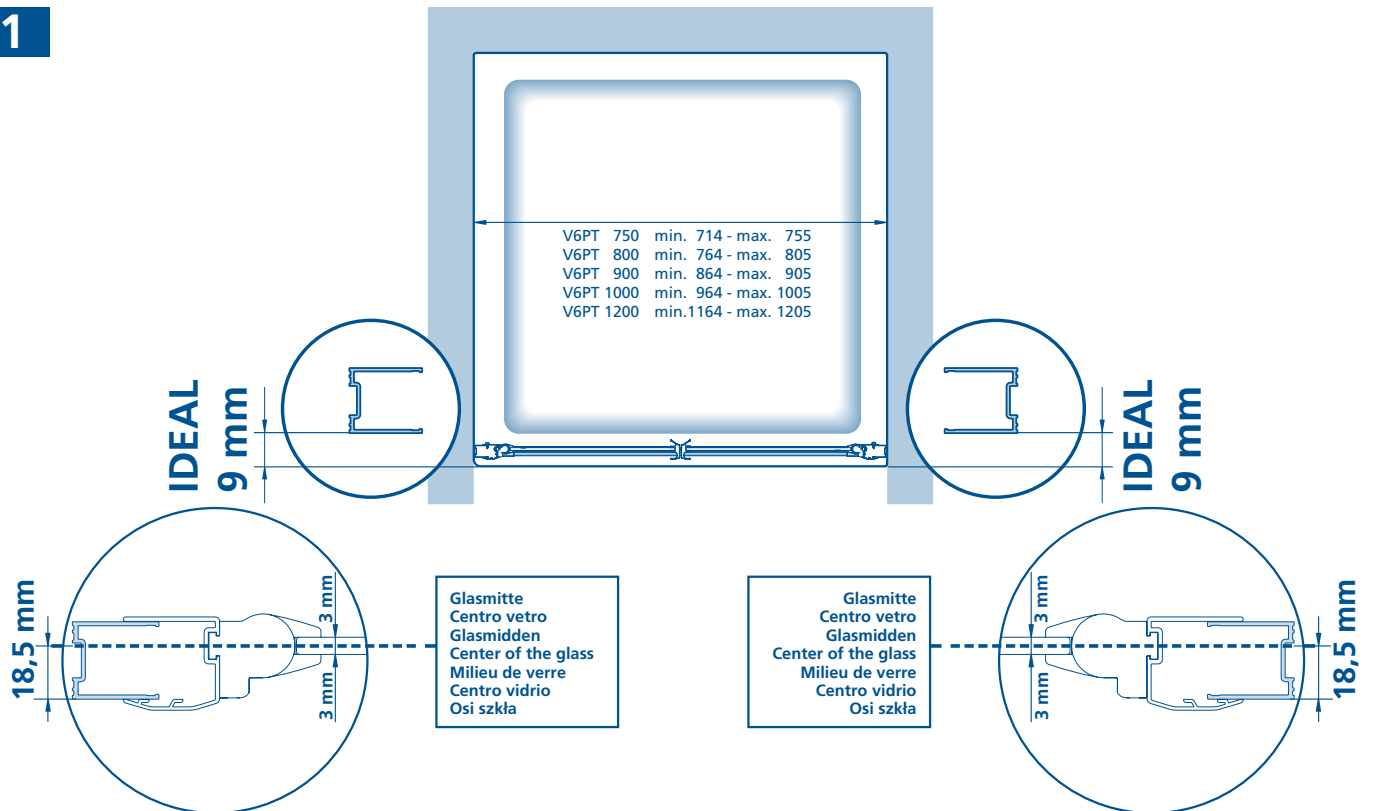 1
V6PT 750 min. 714 - max. 755
V6PT 800 min. 764 - max. 805
V6PT 900 min. 864 - max. 905
V6PT 1000 min. 964 - max. 1005
V6PT 1200 min.1164 - max. 1205
IDEAL
9 mm
IDEAL
9 mm
18,5 mm
3 mm
3 mm
Glasmitte
Centro vetro
Glasmidden
Center of the glass
Milieu de verre
Centro vidrio
Osi szkła
Glasmitte
Centro vetro
Glasmidden
Center of the glass
Milieu de verre
Centro vidrio
Osi szkła
3 mm
3 mm
18,5 mm